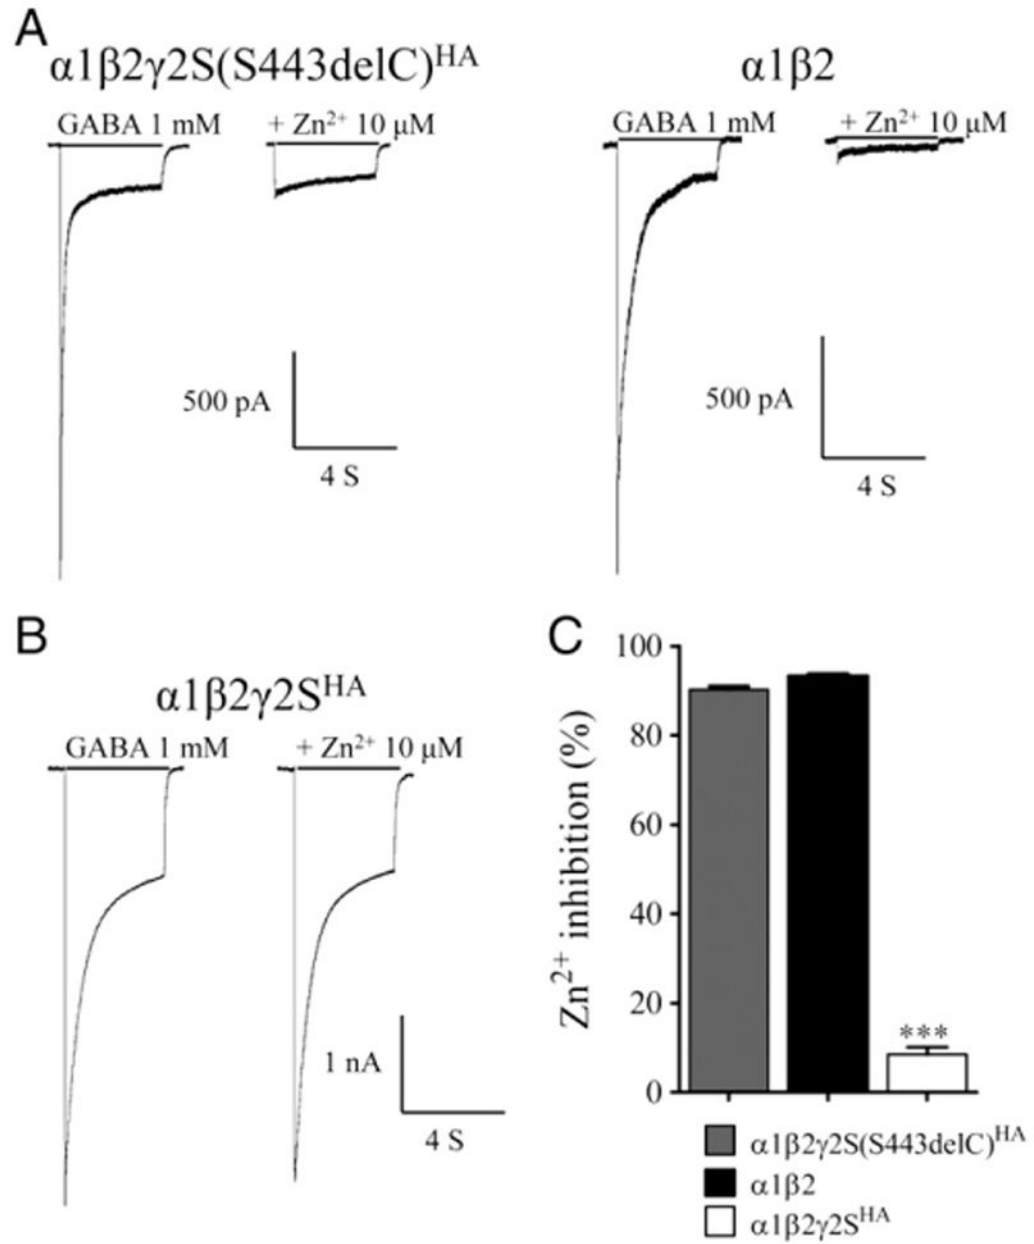 A
α1β2γ2S(S443delC)ᴴᴬ
α1β2
GABA 1 mM
+ Zn²⁺ 10 μM
GABA 1 mM
+ Zn²⁺ 10 μM
500 pA
4 S
500 pA
4 S
B
α1β2γ2Sᴴᴬ
GABA 1 mM
+ Zn²⁺ 10 μM
1 nA
4 S
C
Zn²⁺ inhibition (%)
100
80
60
40
20
0
***
α1β2γ2S(S443delC)ᴴᴬ
α1β2
α1β2γ2Sᴴᴬ